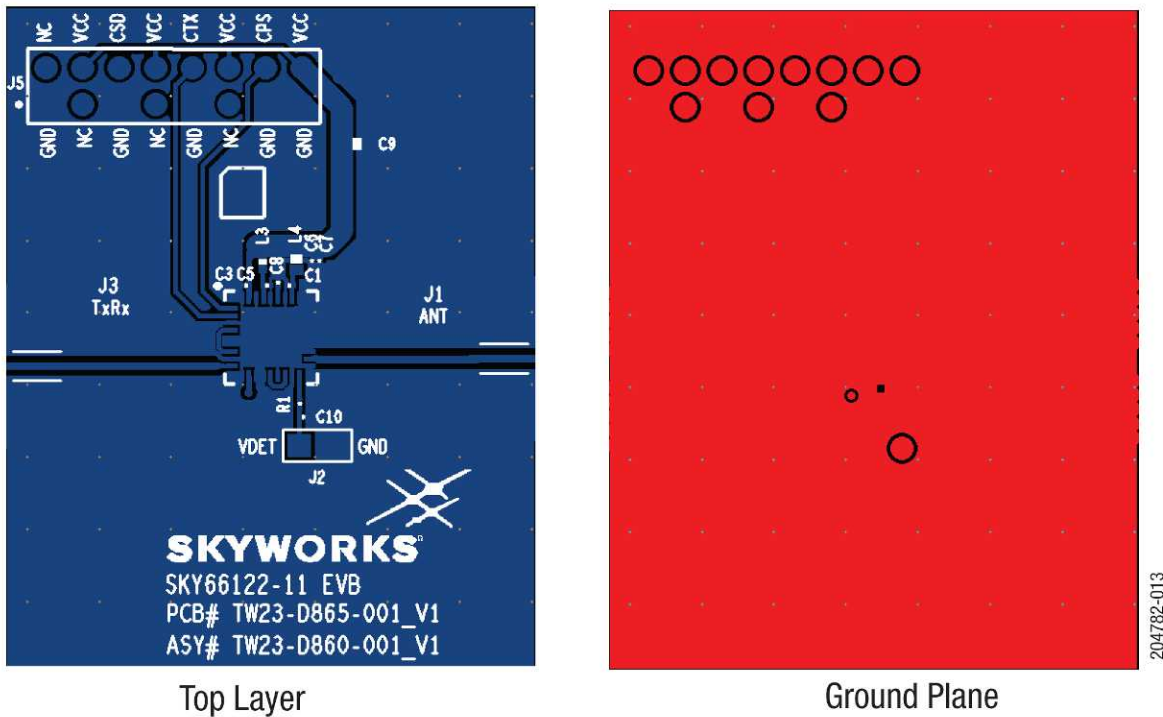 NC VCC CSD VCC CTX VCC CPS VCC
J5
GND NC GND NC GND NC GND GND
C9
L3 L4 C6 C7
C3 C5 C8 C1
J3
TxRx
J1
ANT
R1
C10
VDET GND
J2
SKYWORKS
SKY66122-11 EVB
PCB# TW23-D865-001_V1
ASY# TW23-D860-001_V1
Top Layer
Ground Plane
204782-013